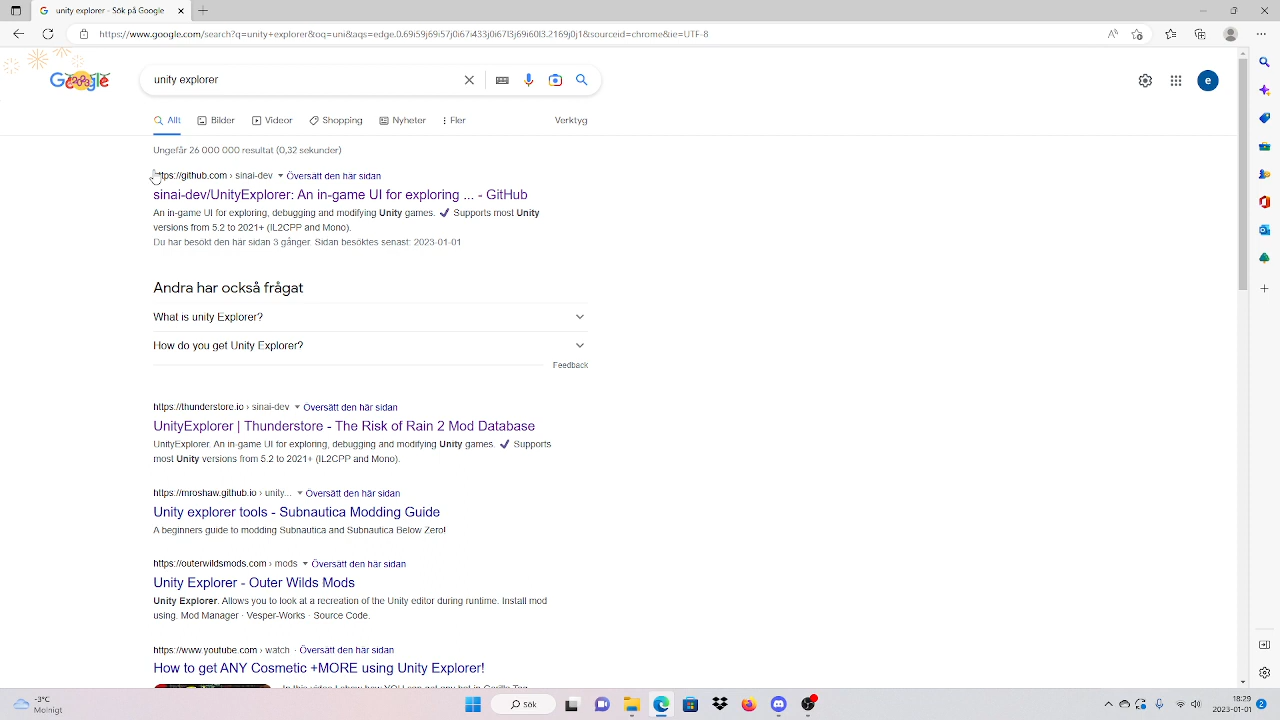 unity explorer - Sök på Google
https://www.google.com/search?q=unity+explorer&oq=uni&aqs=edge.0.69i59j69i57j0i67i433j0i67l3j69i60l3.2169j0j1&sourceid=chrome&ie=UTF-8
unity explorer
e
Allt Bilder Videor Shopping Nyheter Fler Verktyg
Ungefär 26 000 000 resultat (0,32 sekunder)
https://github.com › sinai-dev Översätt den här sidan
sinai-dev/UnityExplorer: An in-game UI for exploring ... - GitHub
An in-game UI for exploring, debugging and modifying Unity games. ✔ Supports most Unity
versions from 5.2 to 2021+ (IL2CPP and Mono).
Du har besökt den här sidan 3 gånger. Sidan besöktes senast: 2023-01-01
Andra har också frågat
What is unity Explorer?
How do you get Unity Explorer?
Feedback
https://thunderstore.io › sinai-dev Översätt den här sidan
UnityExplorer | Thunderstore - The Risk of Rain 2 Mod Database
UnityExplorer. An in-game UI for exploring, debugging and modifying Unity games. ✔ Supports
most Unity versions from 5.2 to 2021+ (IL2CPP and Mono).
https://mroshaw.github.io › unity... Översätt den här sidan
Unity explorer tools - Subnautica Modding Guide
A beginners guide to modding Subnautica and Subnautica Below Zero!
https://outerwildsmods.com › mods Översätt den här sidan
Unity Explorer - Outer Wilds Mods
Unity Explorer. Allows you to look at a recreation of the Unity editor during runtime. Install mod
using. Mod Manager · Vesper-Works · Source Code.
https://www.youtube.com › watch · Översätt den här sidan
How to get ANY Cosmetic +MORE using Unity Explorer!
Molnigt
Sök
18:29
2023-01-01
2